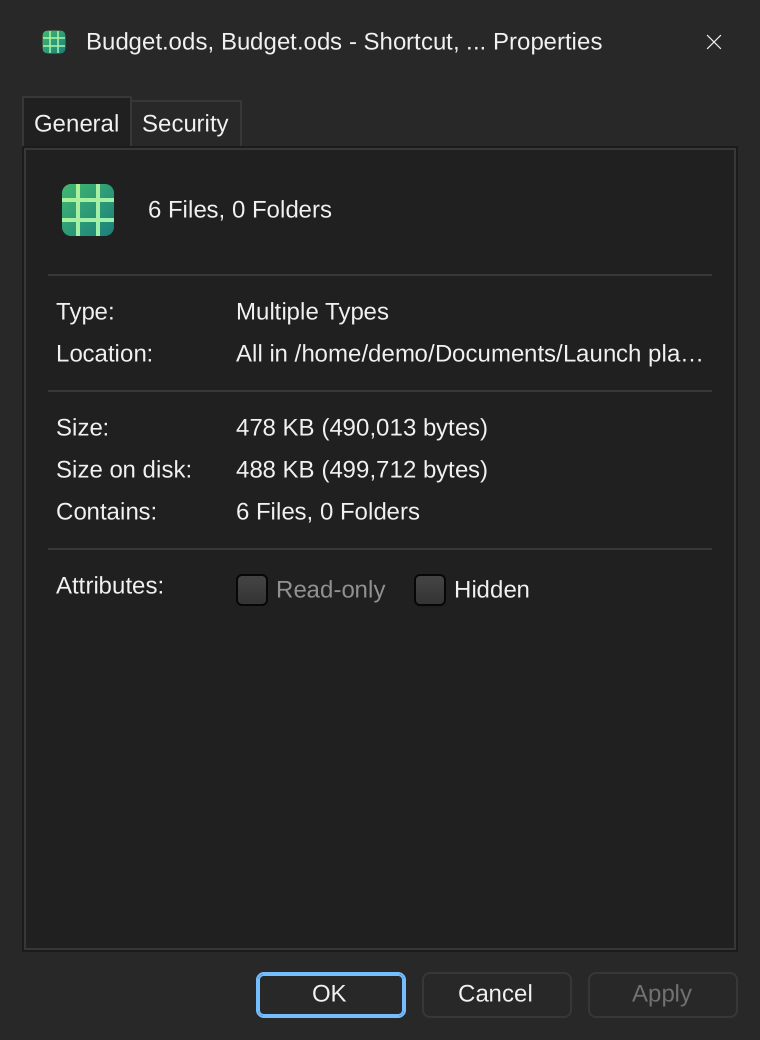 Budget.ods, Budget.ods - Shortcut, ... Properties
General Security
6 Files, 0 Folders
Type: Multiple Types
Location: All in /home/demo/Documents/Launch pla…
Size: 478 KB (490,013 bytes)
Size on disk: 488 KB (499,712 bytes)
Contains: 6 Files, 0 Folders
Attributes: Read-only Hidden
OK Cancel Apply